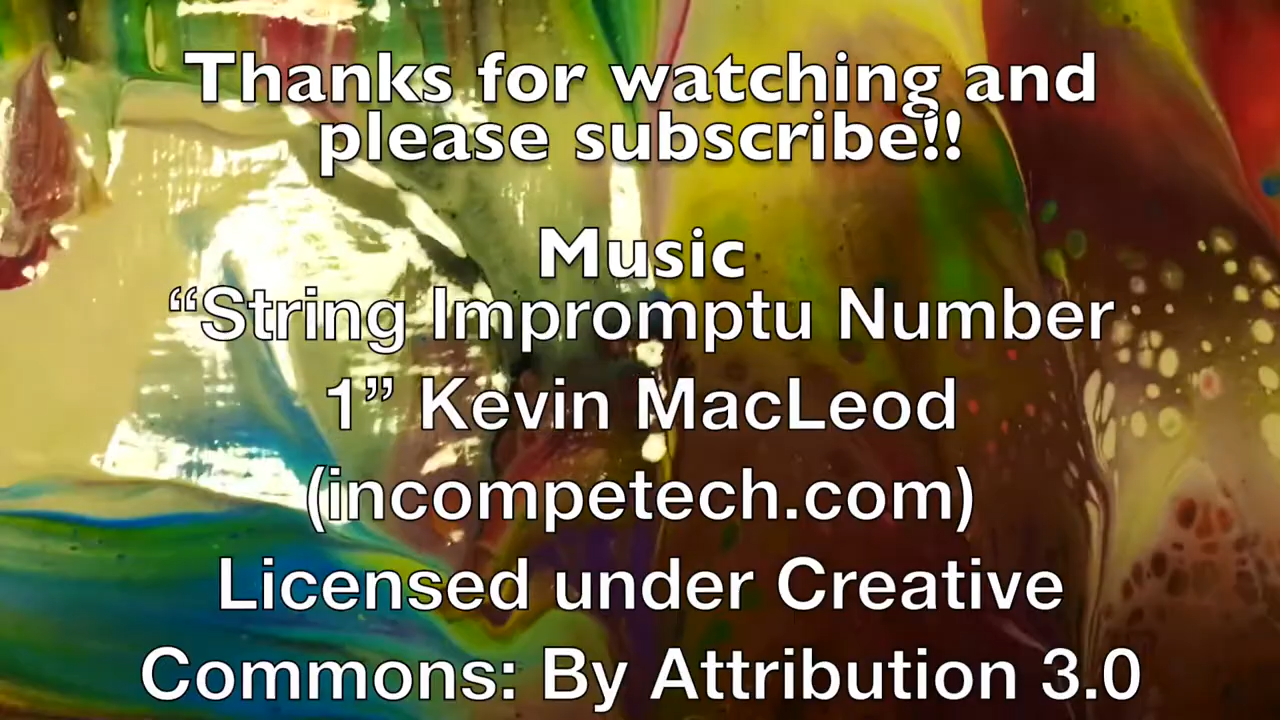 Thanks for watching and
please subscribe!!
Music
“String Impromptu Number
1” Kevin MacLeod
(incompetech.com)
Licensed under Creative
Commons: By Attribution 3.0